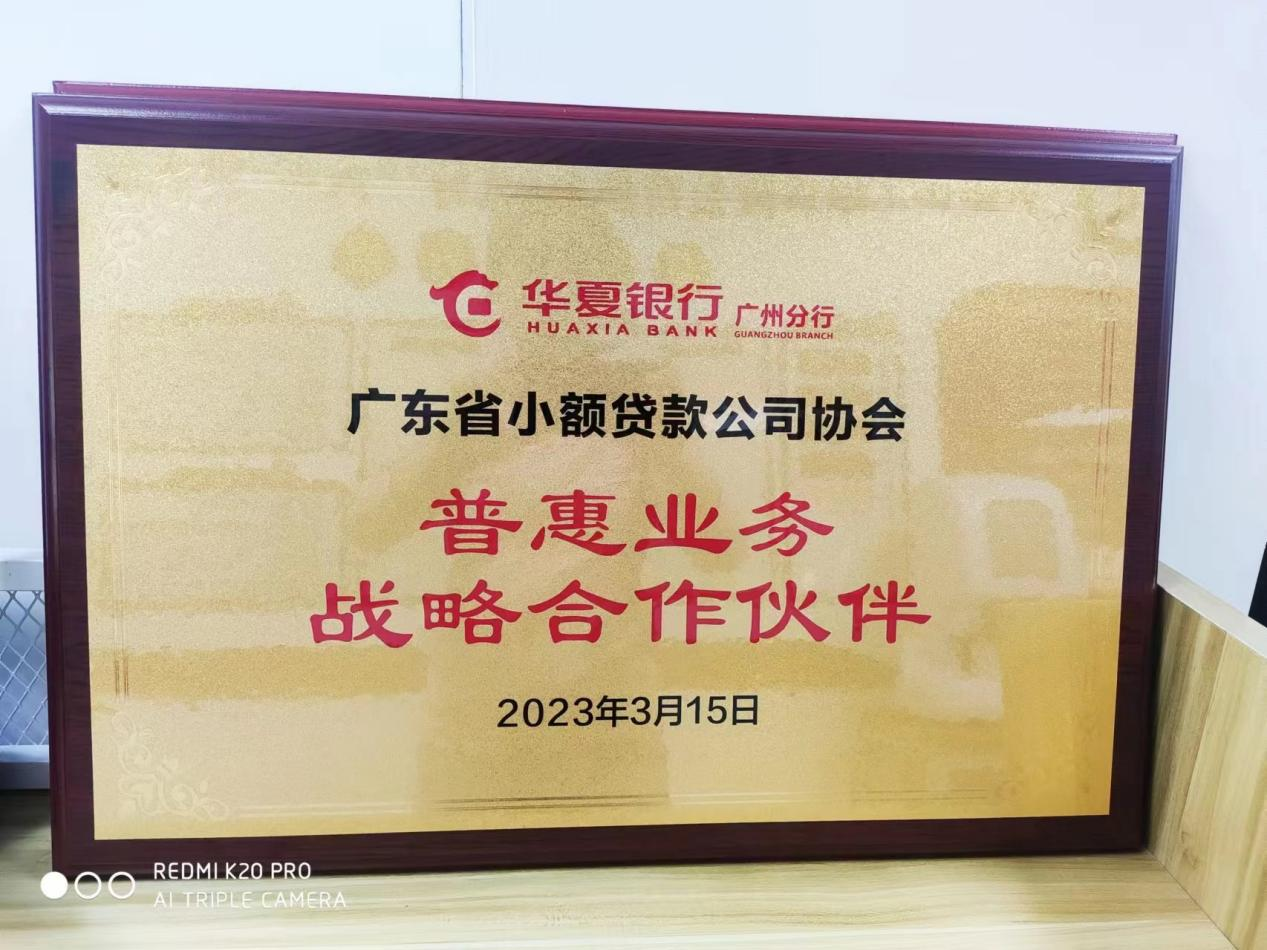 华夏银行 广州分行
HUAXIA BANK GUANGZHOU BRANCH
广东省小额贷款公司协会
普惠业务
战略合作伙伴
2023年3月15日
REDMI K20 PRO
AI TRIPLE CAMERA